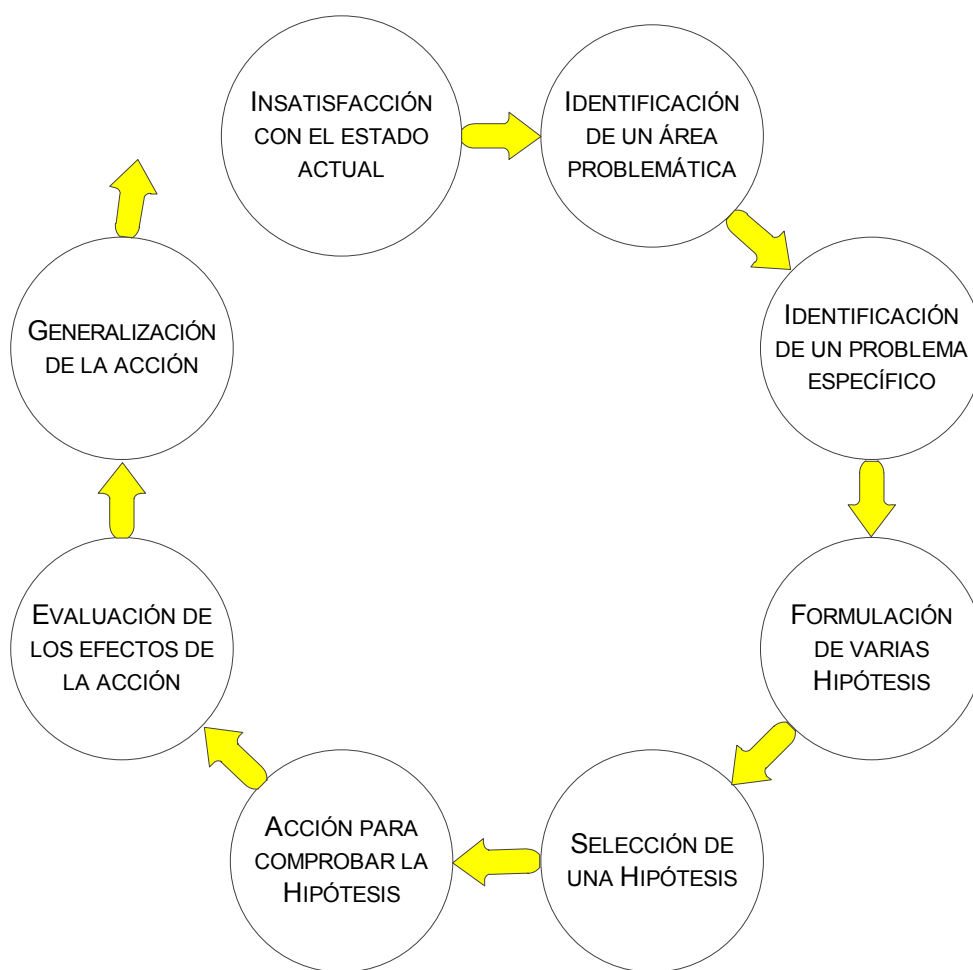 INSATISFACCIÓN
CON EL ESTADO
ACTUAL
IDENTIFICACIÓN
DE UN ÁREA
PROBLEMÁTICA
IDENTIFICACIÓN
DE UN PROBLEMA
ESPECÍFICO
FORMULACIÓN
DE VARIAS
HIPÓTESIS
SELECCIÓN DE
UNA HIPÓTESIS
ACCIÓN PARA
COMPROBAR LA
HIPÓTESIS
EVALUACIÓN DE
LOS EFECTOS DE
LA ACCIÓN
GENERALIZACIÓN
DE LA ACCIÓN